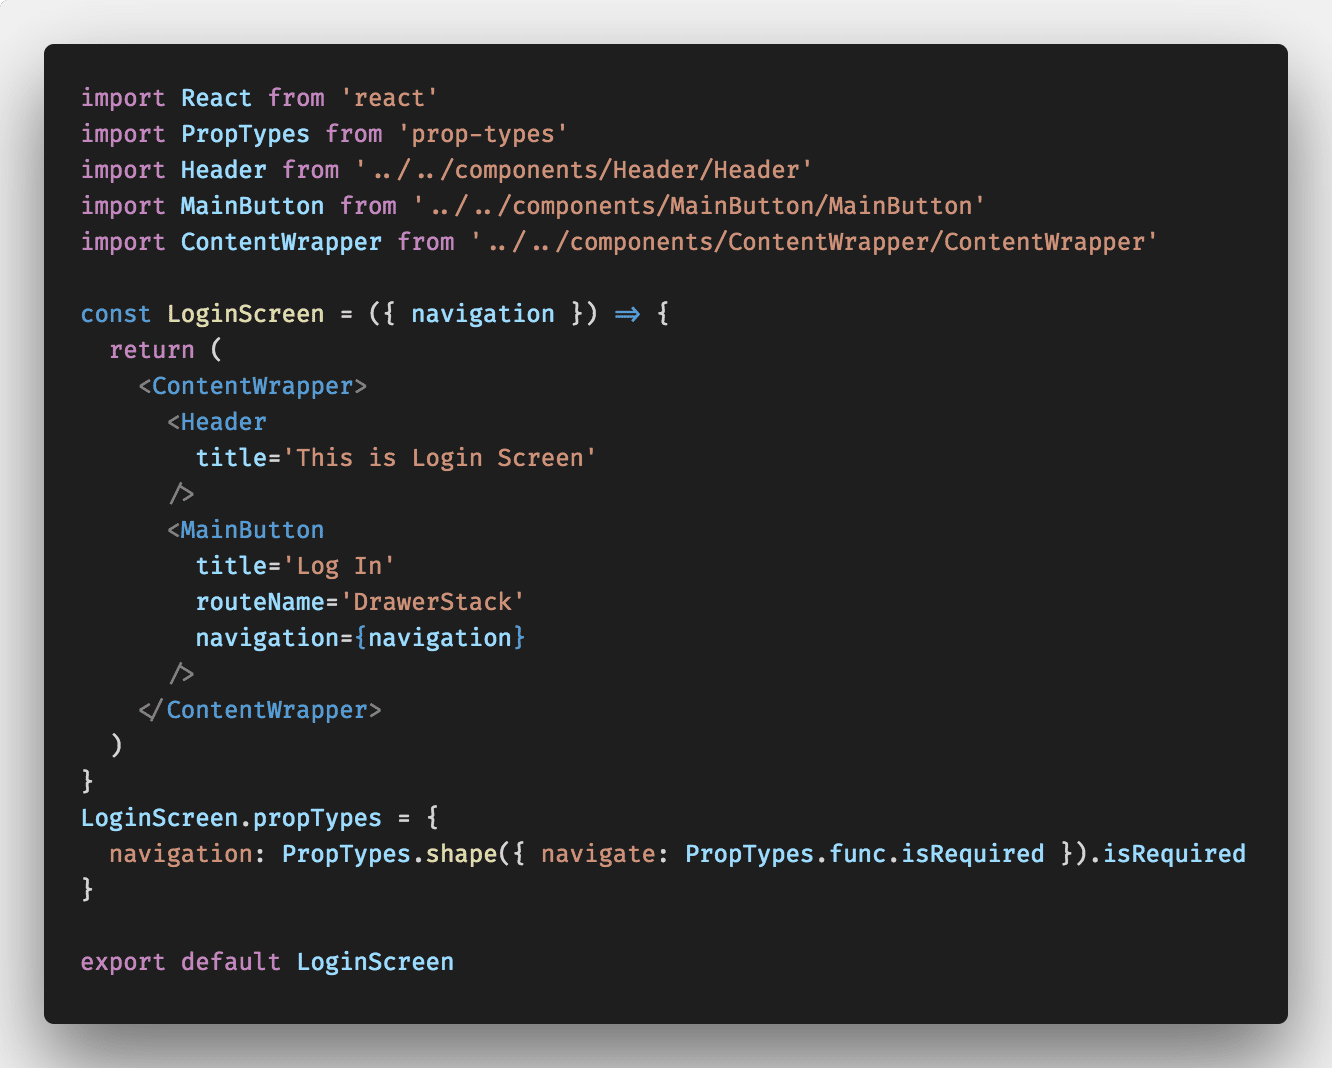 import React from 'react'
import PropTypes from 'prop-types'
import Header from '../../components/Header/Header'
import MainButton from '../../components/MainButton/MainButton'
import ContentWrapper from '../../components/ContentWrapper/ContentWrapper'

const LoginScreen = ({ navigation }) => {
  return (
    <ContentWrapper>
      <Header
        title='This is Login Screen'
      />
      <MainButton
        title='Log In'
        routeName='DrawerStack'
        navigation={navigation}
      />
    </ContentWrapper>
  )
}
LoginScreen.propTypes = {
  navigation: PropTypes.shape({ navigate: PropTypes.func.isRequired }).isRequired
}

export default LoginScreen